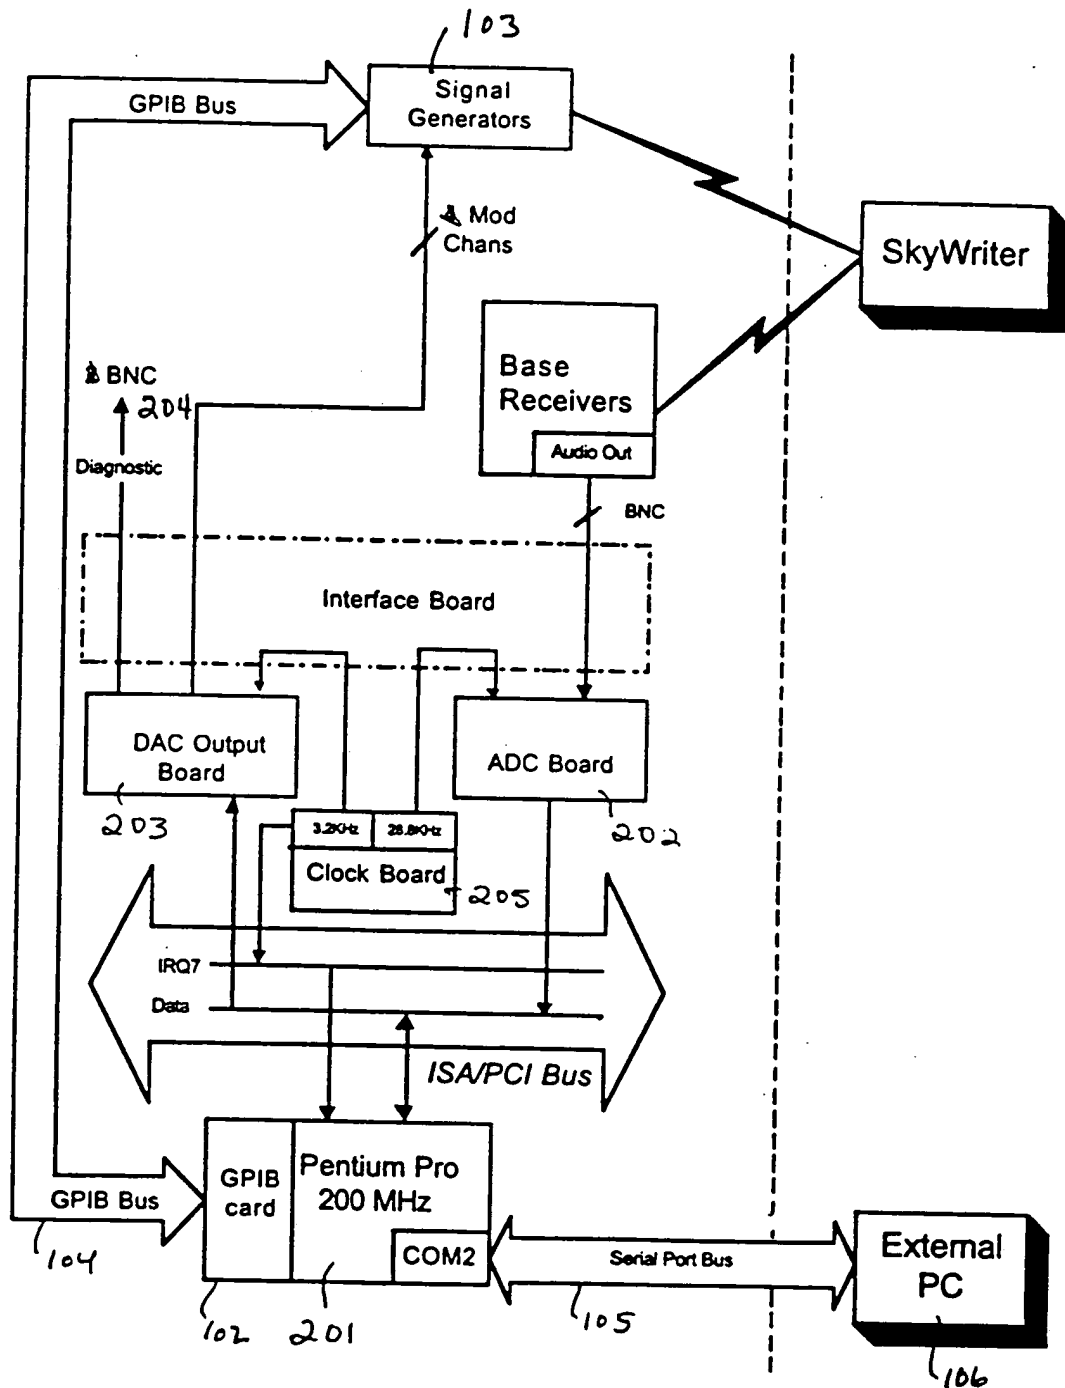 103
Signal
Generators
GPIB Bus
Mod
Chans
SkyWriter
Base
Receivers
Audio Out
BNC
204
Diagnostic
BNC
Interface Board
DAC Output
Board
ADC Board
203
202
3.2KHz
28.8KHz
Clock Board
205
IRQ7
Data
ISA/PCI Bus
GPIB
card
Pentium Pro
200 MHz
GPIB Bus
COM2
Serial Port Bus
External
PC
104
102
201
105
106